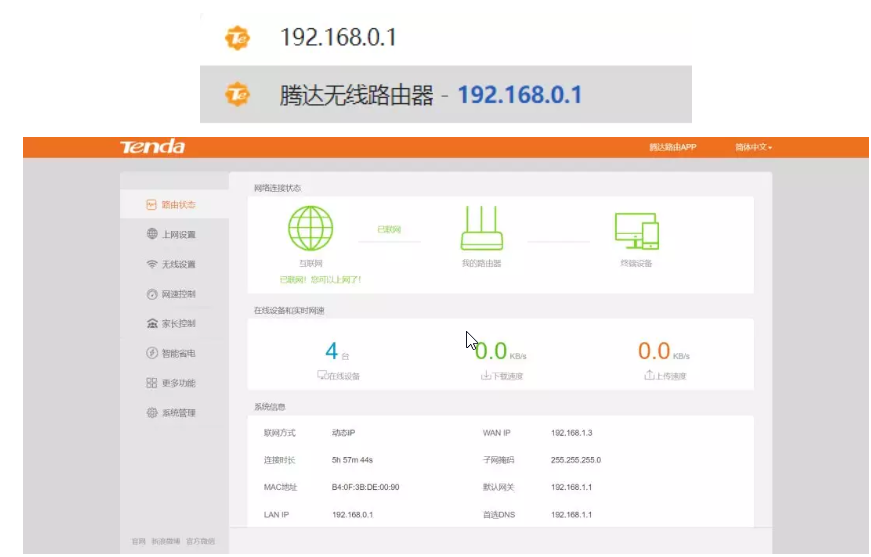 192.168.0.1
腾达无线路由器 - 192.168.0.1
Tenda
腾达路由APP 简体中文
路由状态
上网设置
无线设置
网速控制
家长控制
智能省电
更多功能
系统管理
官网 新浪微博 官方微信
网络连接状态
已联网
互联网 我的路由器 终端设备
已联网！您可以上网了！
在线设备和实时网速
4 台 0.0 KB/s 0.0 KB/s
在线设备 下载速度 上传速度
系统信息
联网方式 动态IP WAN IP 192.168.1.3
连接时长 5h 57m 44s 子网掩码 255.255.255.0
MAC地址 B4:0F:3B:DE:00:90 默认网关 192.168.1.1
LAN IP 192.168.0.1 首选DNS 192.168.1.1